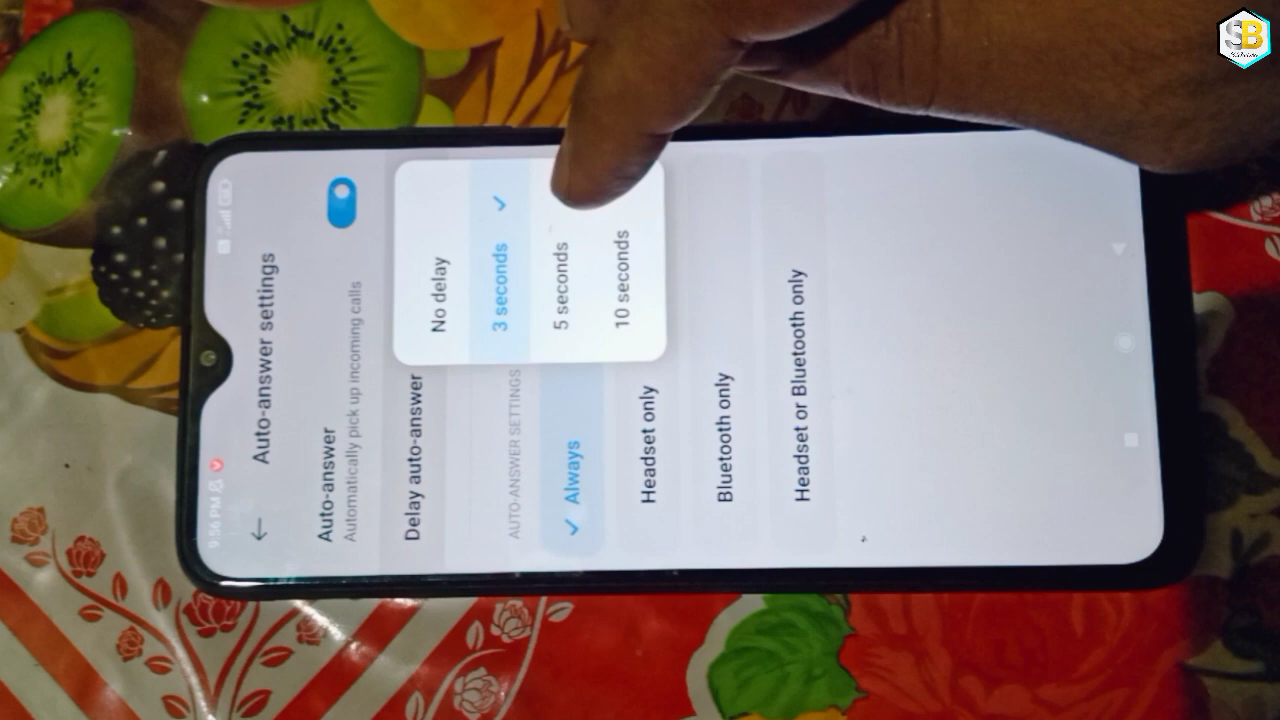 9:56 PM
Auto-answer settings
Auto-answer
Automatically pick up incoming calls
Delay auto-answer
No delay
3 seconds
5 seconds
10 seconds
AUTO-ANSWER SETTINGS
Always
Headset only
Bluetooth only
Headset or Bluetooth only
SB